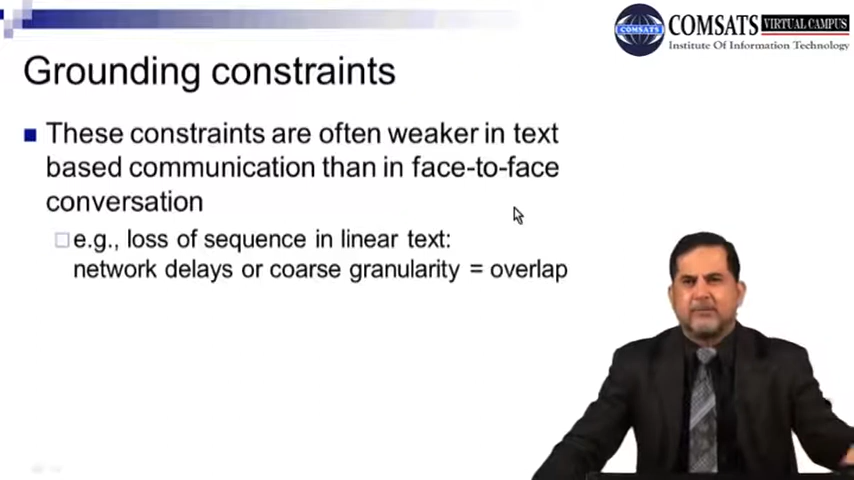 COMSATS VIRTUAL CAMPUS
Institute Of Information Technology
COMSATS
Grounding constraints
These constraints are often weaker in text
based communication than in face-to-face
conversation
e.g., loss of sequence in linear text:
network delays or coarse granularity = overlap